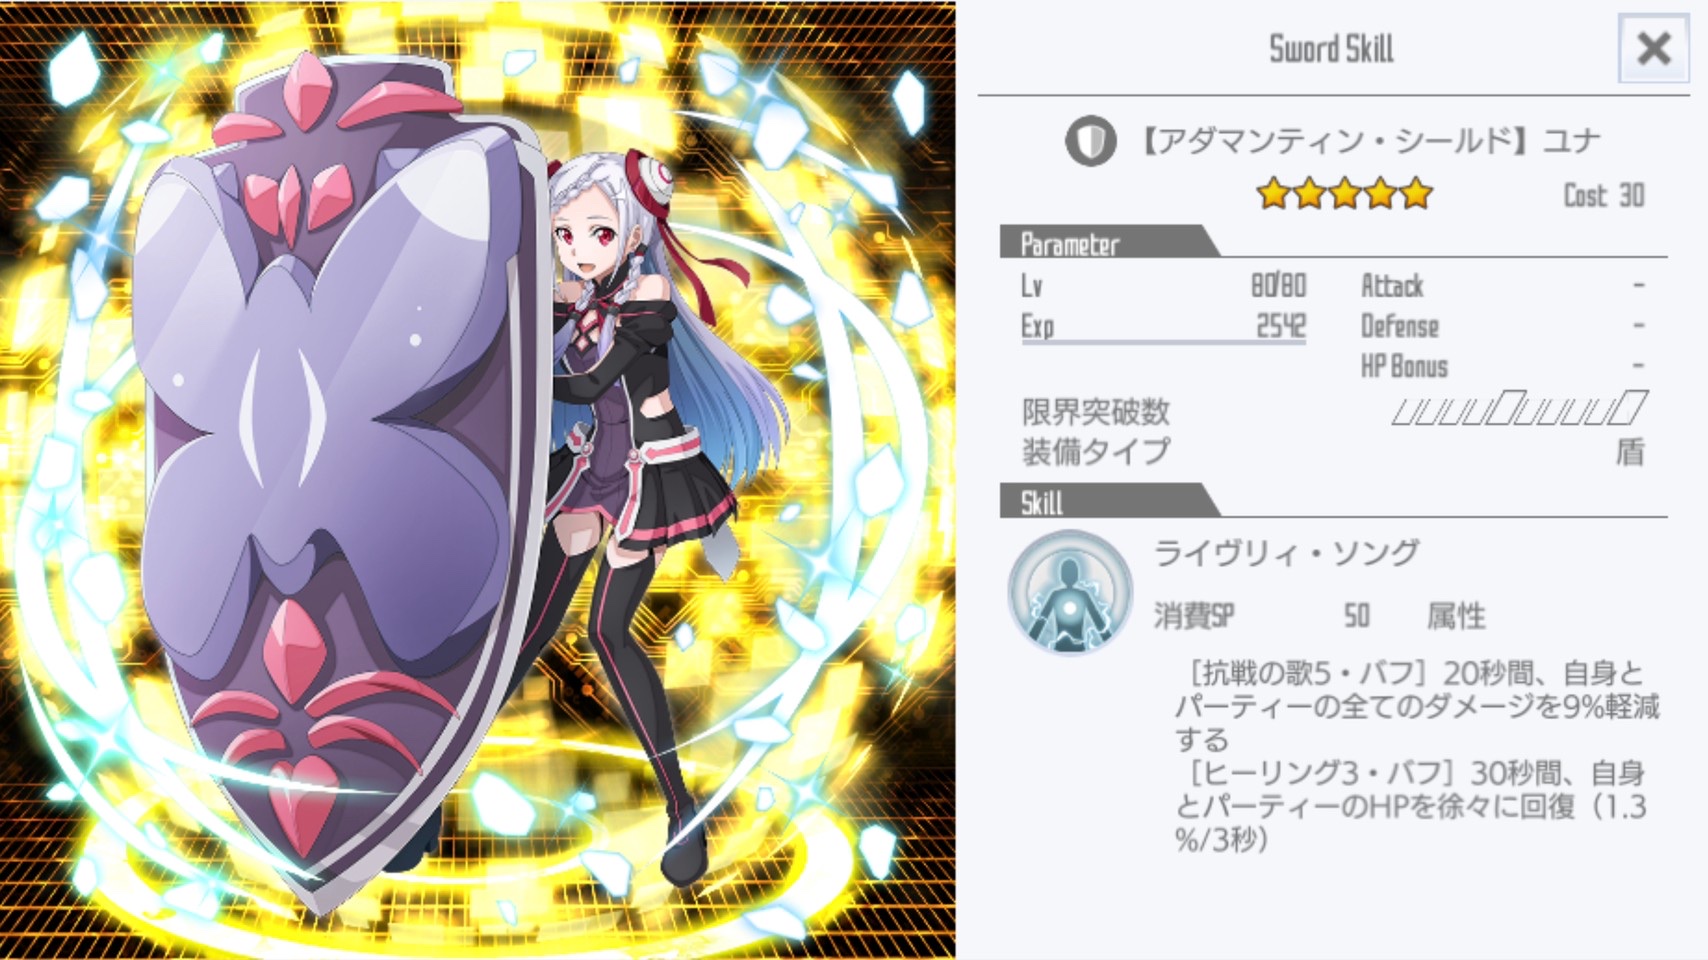 Sword Skill
【アダマンティン・シールド】ユナ
Cost 30
Parameter
Lv 80/80 Attack -
Exp 2542 Defense -
HP Bonus -
限界突破数
装備タイプ 盾
Skill
ライヴリィ・ソング
消費SP 50 属性
［抗戦の歌5・バフ］20秒間、自身と
パーティーの全てのダメージを9%軽減
する
［ヒーリング3・バフ］30秒間、自身
とパーティーのHPを徐々に回復（1.3
%/3秒）